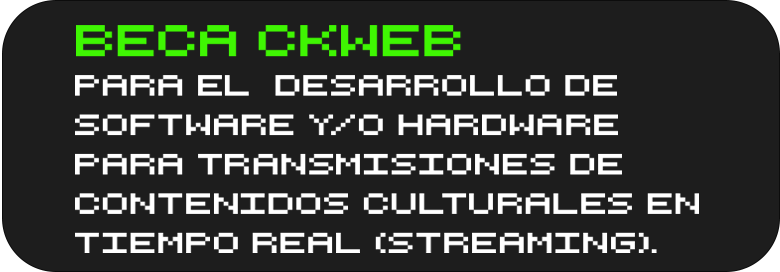 BECA CKWEB
PARA EL DESARROLLO DE
SOFTWARE Y/O HARDWARE
PARA TRANSMISIONES DE
CONTENIDOS CULTURALES EN
TIEMPO REAL (STREAMING).